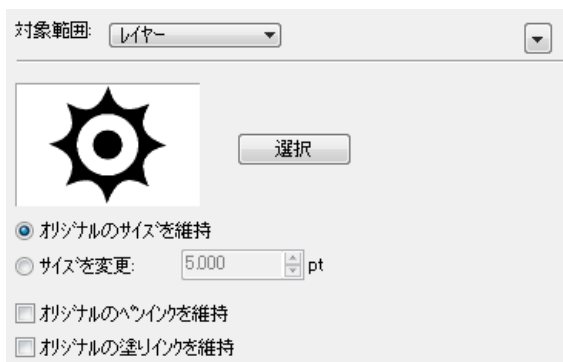 対象範囲: レイヤー
選択
オリジナルのサイズを維持
サイズを変更: 5.000 pt
オリジナルのペンインクを維持
オリジナルの塗りインクを維持